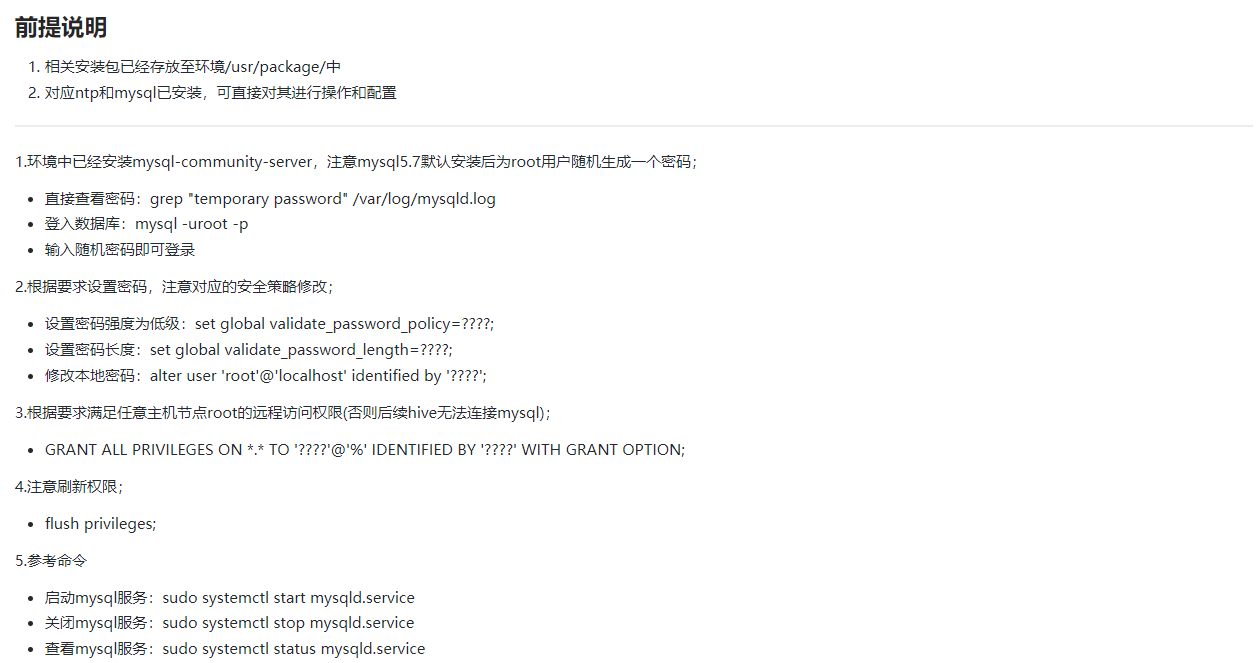 前提说明
1. 相关安装包已经存放至环境/usr/package/中
2. 对应ntp和mysql已安装，可直接对其进行操作和配置
1.环境中已经安装mysql-community-server，注意mysql5.7默认安装后为root用户随机生成一个密码；
• 直接查看密码：grep "temporary password" /var/log/mysqld.log
• 登入数据库：mysql -uroot -p
• 输入随机密码即可登录
2.根据要求设置密码，注意对应的安全策略修改；
• 设置密码强度为低级：set global validate_password_policy=????;
• 设置密码长度：set global validate_password_length=????;
• 修改本地密码：alter user 'root'@'localhost' identified by '????';
3.根据要求满足任意主机节点root的远程访问权限(否则后续hive无法连接mysql)；
• GRANT ALL PRIVILEGES ON *.* TO '????'@'%' IDENTIFIED BY '????' WITH GRANT OPTION;
4.注意刷新权限；
• flush privileges;
5.参考命令
• 启动mysql服务：sudo systemctl start mysqld.service
• 关闭mysql服务：sudo systemctl stop mysqld.service
• 查看mysql服务：sudo systemctl status mysqld.service